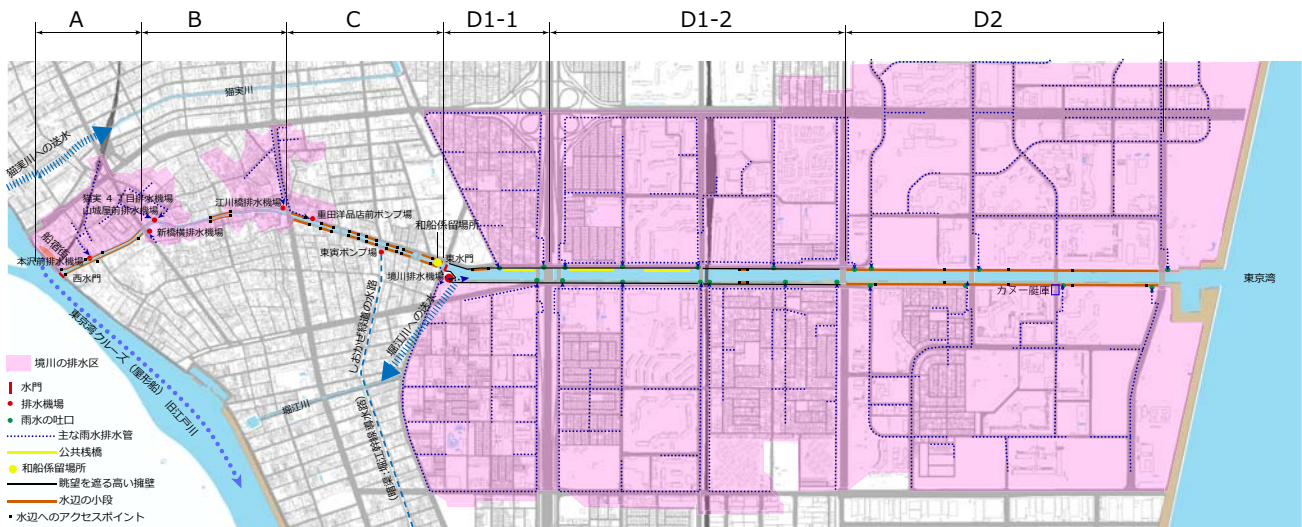 A B C D1-1 D1-2 D2
猫実川
猫実川への送水
猫実4丁目排水機場
山城屋前排水機場
江川橋排水機場
新橋横排水機場
重田洋品店前ポンプ場
和船係留場所
船宿街
本沢前排水機場
西水門
東寅ポンプ場
東水門
境川排水機場
カヌー艇庫
東京湾
しおかぜ緑道の水路
堀江川への送水
東京湾クルーズ（屋形船）
旧江戸川
堀江川
境川の排水区
水門
排水機場
雨水の吐口
主な雨水排水管
公共桟橋
和船係留場所
眺望を遮る高い擁壁
水辺の小段
水辺へのアクセスポイント